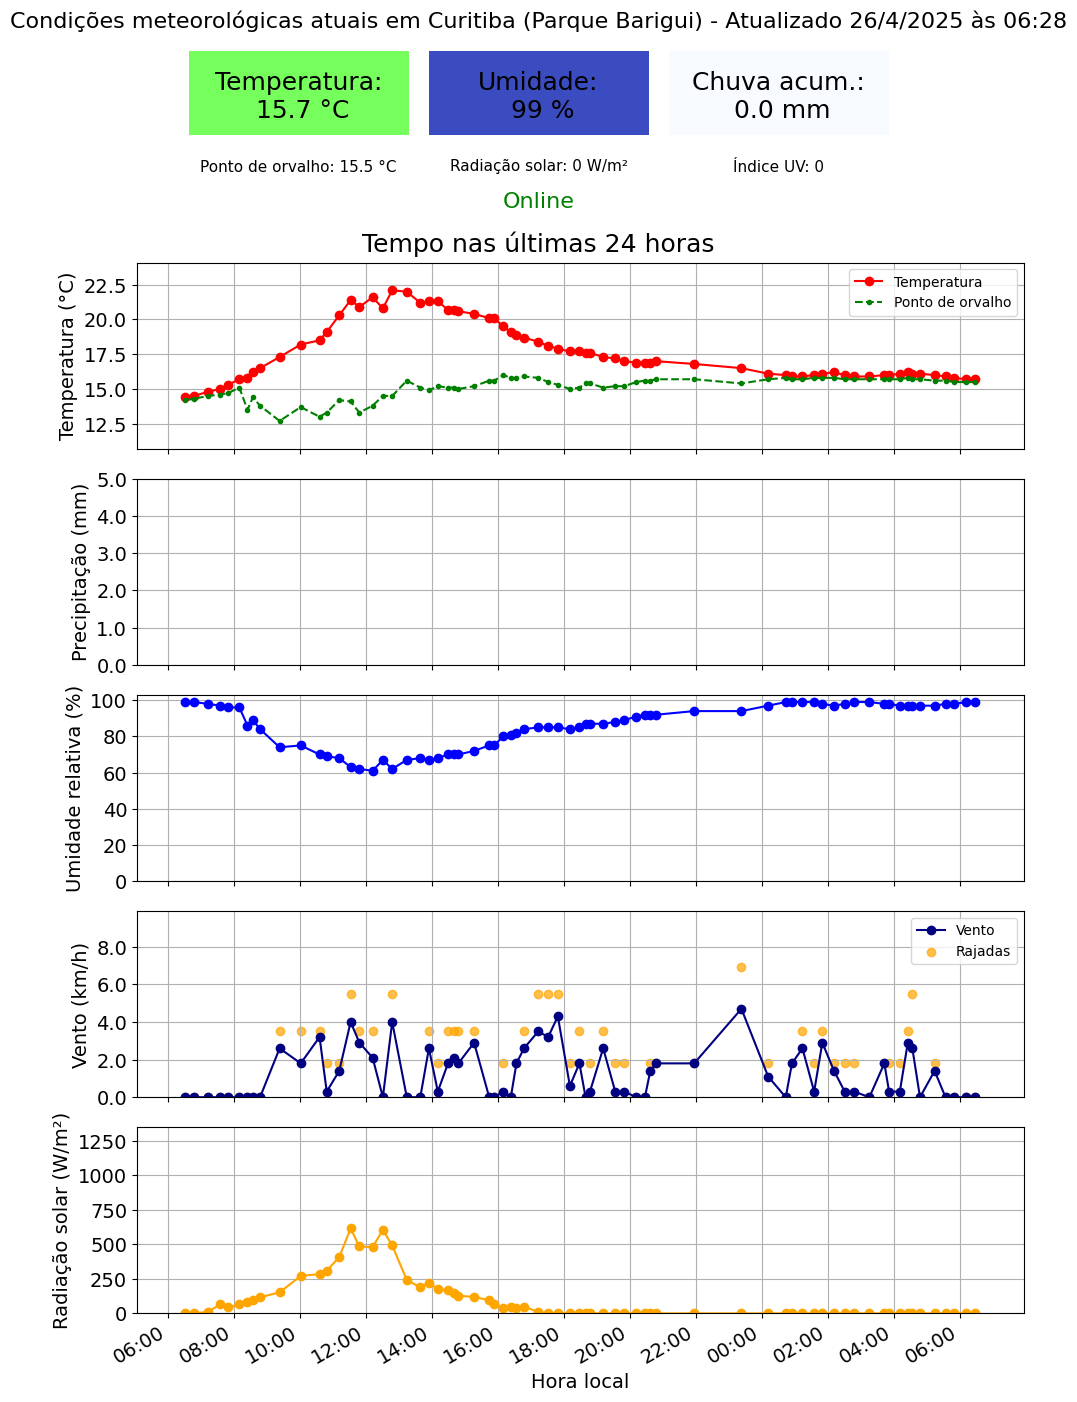 Condições meteorológicas atuais em Curitiba (Parque Barigui) - Atualizado 26/4/2025 às 06:28
Temperatura:
15.7 °C
Umidade:
99 %
Chuva acum.:
0.0 mm
Ponto de orvalho: 15.5 °C
Radiação solar: 0 W/m²
Índice UV: 0
Online
Tempo nas últimas 24 horas
Temperatura (°C)
22.5
20.0
17.5
15.0
12.5
Temperatura
Ponto de orvalho
Precipitação (mm)
5.0
4.0
3.0
2.0
1.0
0.0
Umidade relativa (%)
100
80
60
40
20
0
Vento (km/h)
8.0
6.0
4.0
2.0
0.0
Vento
Rajadas
Radiação solar (W/m²)
1250
1000
750
500
250
0
06:00
08:00
10:00
12:00
14:00
16:00
18:00
20:00
22:00
00:00
02:00
04:00
06:00
Hora local